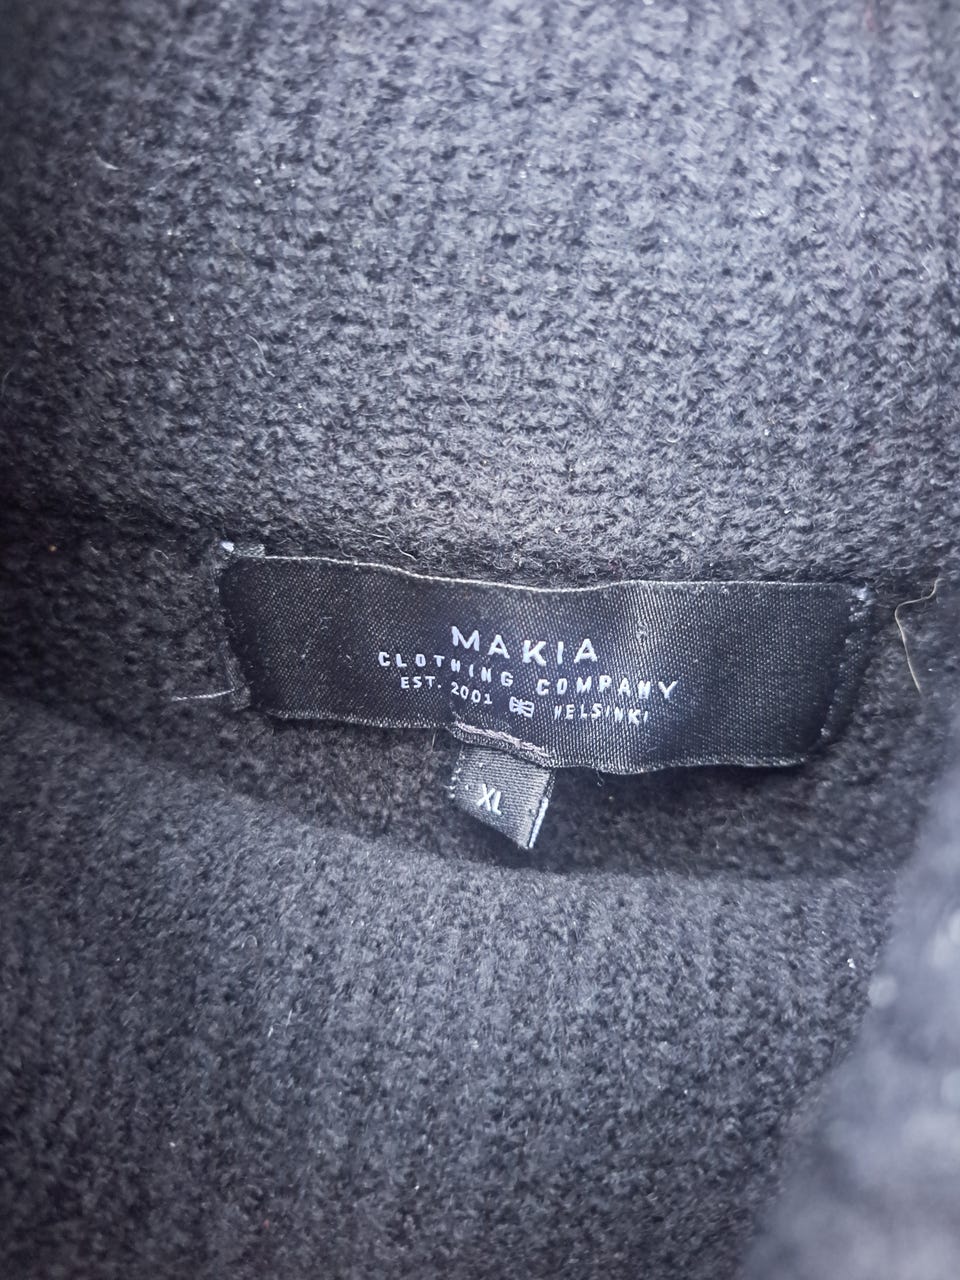 MAKIA
CLOTHING COMPANY
EST. 2001 HELSINKI
XL